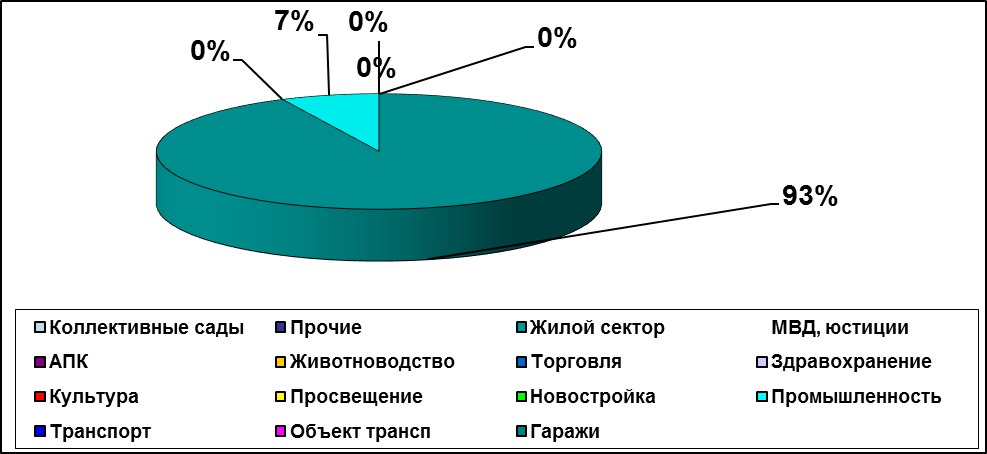 7% 0%
0% 0% 0%
93%
Коллективные сады Прочие Жилой сектор МВД, юстиции
АПК Животноводство Торговля Здравохранение
Культура Просвещение Новостройка Промышленность
Транспорт Объект трансп Гаражи